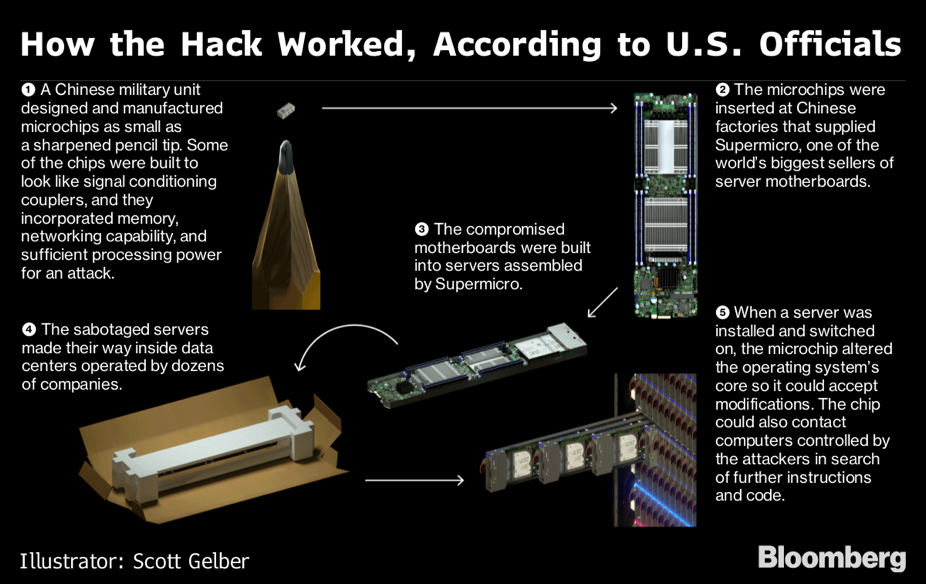 How the Hack Worked, According to U.S. Officials
1 A Chinese military unit
designed and manufactured
microchips as small as
a sharpened pencil tip. Some
of the chips were built to
look like signal conditioning
couplers, and they
incorporated memory,
networking capability, and
sufficient processing power
for an attack.
2 The microchips were
inserted at Chinese
factories that supplied
Supermicro, one of the
world's biggest sellers of
server motherboards.
3 The compromised
motherboards were built
into servers assembled
by Supermicro.
4 The sabotaged servers
made their way inside data
centers operated by dozens
of companies.
5 When a server was
installed and switched
on, the microchip altered
the operating system's
core so it could accept
modifications. The chip
could also contact
computers controlled by
the attackers in search
of further instructions
and code.
Illustrator: Scott Gelber
Bloomberg